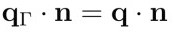 𝐪_Γ · 𝐧 = 𝐪 · 𝐧